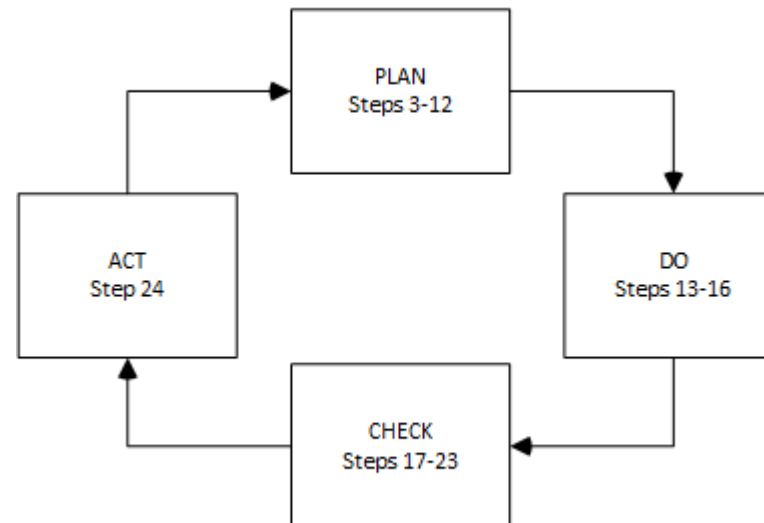 PLAN
Steps 3-12
DO
Steps 13-16
CHECK
Steps 17-23
ACT
Step 24